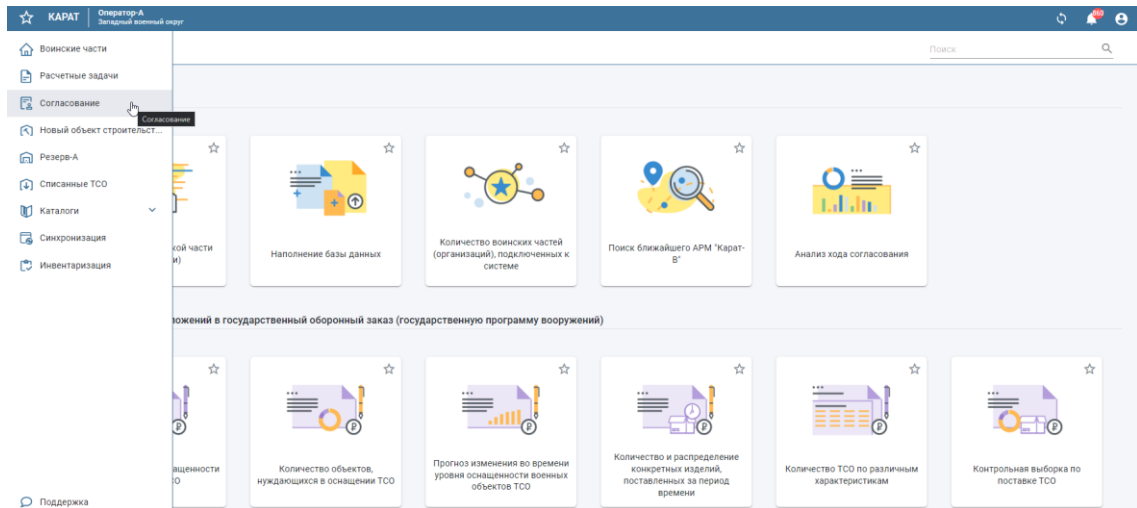 КАРАТ
Оператор-А
Западный военный округ
860
Воинские части
Поиск
Расчетные задачи
Согласование
Согласование
Новый объект строительст...
Резерв-А
Списанные ТСО
Каталоги
Синхронизация
Инвентаризация
Поддержка
кой части
и)
Наполнение базы данных
Количество воинских частей
(организаций), подключенных к
системе
Поиск ближайшего АРМ "Карат-
В"
Анализ хода согласования
ложений в государственный оборонный заказ (государственную программу вооружений)
ащенности
СО
Количество объектов,
нуждающихся в оснащении ТСО
Прогноз изменения во времени
уровня оснащенности военных
объектов ТСО
Количество и распределение
конкретных изделий,
поставленных за период
времени
Количество ТСО по различным
характеристикам
Контрольная выборка по
поставке ТСО